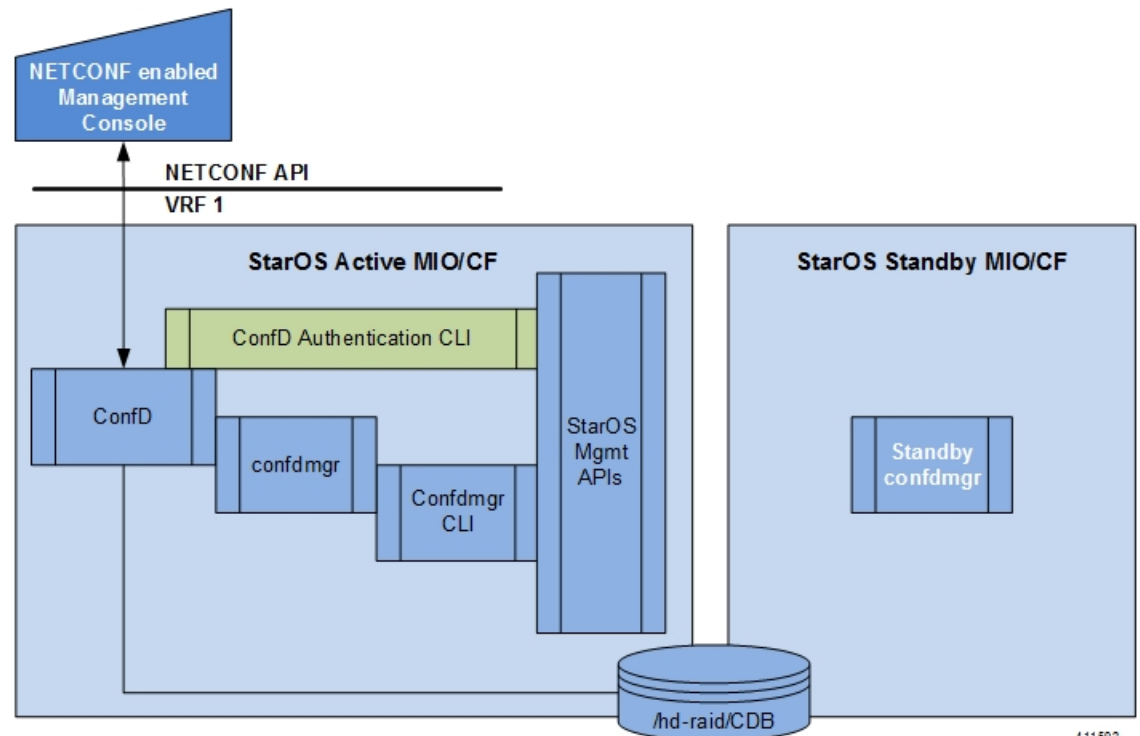 NETCONF enabled
Management
Console
NETCONF API
VRF 1
StarOS Active MIO/CF
StarOS Standby MIO/CF
ConfD Authentication CLI
ConfD
confdmgr
Confdmgr
CLI
StarOS
Mgmt
APIs
Standby
confdmgr
/hd-raid/CDB